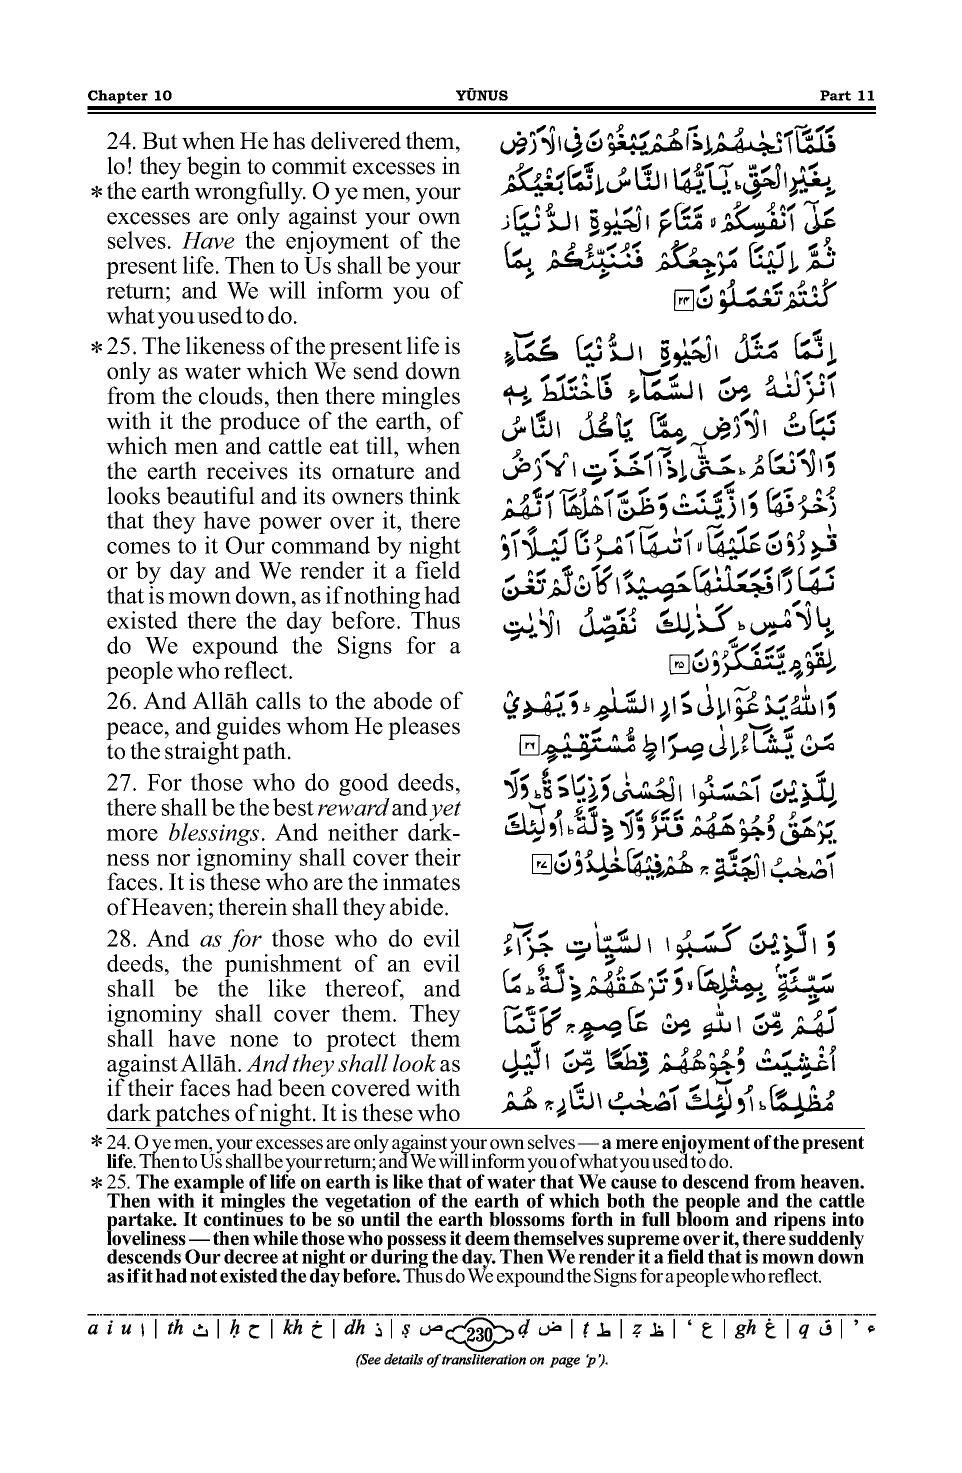 Chapter 10 YŪNUS Part 11
24. But when He has delivered them,
lo! they begin to commit excesses in
*the earth wrongfully. O ye men, your
excesses are only against your own
selves. Have the enjoyment of the
present life. Then to Us shall be your
return; and We will inform you of
what you used to do.
*25. The likeness of the present life is
only as water which We send down
from the clouds, then there mingles
with it the produce of the earth, of
which men and cattle eat till, when
the earth receives its ornature and
looks beautiful and its owners think
that they have power over it, there
comes to it Our command by night
or by day and We render it a field
that is mown down, as if nothing had
existed there the day before. Thus
do We expound the Signs for a
people who reflect.
26. And Allāh calls to the abode of
peace, and guides whom He pleases
to the straight path.
27. For those who do good deeds,
there shall be the best reward and yet
more blessings. And neither dark-
ness nor ignominy shall cover their
faces. It is these who are the inmates
of Heaven; therein shall they abide.
28. And as for those who do evil
deeds, the punishment of an evil
shall be the like thereof, and
ignominy shall cover them. They
shall have none to protect them
against Allāh. And they shall look as
if their faces had been covered with
dark patches of night. It is these who
فَلَمَّاۤ اَنْجٰىهُمْ اِذَا هُمْ يَبْغُوْنَ فِى الْاَرْضِ
بِغَيْرِ الْحَقِّ ؕ يٰۤاَيُّهَا النَّاسُ اِنَّمَا بَغْيُكُمْ
عَلٰۤى اَنْفُسِكُمْ ۙ مَّتَاعَ الْحَيٰوةِ الدُّنْيَا ؗ
ثُمَّ اِلَيْنَا مَرْجِعُكُمْ فَنُنَبِّئُكُمْ بِمَا
كُنْتُمْ تَعْمَلُوْنَ ۲۴
اِنَّمَا مَثَلُ الْحَيٰوةِ الدُّنْيَا كَمَآءٍ
اَنْزَلْنٰهُ مِنَ السَّمَآءِ فَاخْتَلَطَ بِهٖ
نَبَاتُ الْاَرْضِ مِمَّا يَاْكُلُ النَّاسُ
وَالْاَنْعَامُ ؕ حَتّٰۤى اِذَاۤ اَخَذَتِ الْاَرْضُ
زُخْرُفَهَا وَازَّيَّنَتْ وَظَنَّ اَهْلُهَاۤ اَنَّهُمْ
قٰدِرُوْنَ عَلَيْهَاۤ ۙ اَتٰىهَاۤ اَمْرُنَا لَيْلًا اَوْ
نَهَارًا فَجَعَلْنٰهَا حَصِيْدًا كَاَنْ لَّمْ تَغْنَ
بِالْاَمْسِ ؕ كَذٰلِكَ نُفَصِّلُ الْاٰيٰتِ
لِقَوْمٍ يَّتَفَكَّرُوْنَ ۲۵
وَاللّٰهُ يَدْعُوْۤا اِلٰى دَارِ السَّلٰمِ ؕ وَيَهْدِيْ
مَنْ يَّشَآءُ اِلٰى صِرَاطٍ مُّسْتَقِيْمٍ ۲۶
لِلَّذِيْنَ اَحْسَنُوا الْحُسْنٰى وَزِيَادَةٌ ؕ وَلَا
يَرْهَقُ وُجُوْهَهُمْ قَتَرٌ وَّلَا ذِلَّةٌ ؕ اُولٰٓئِكَ
اَصْحٰبُ الْجَنَّةِ ۚ هُمْ فِيْهَا خٰلِدُوْنَ ۲۷
وَالَّذِيْنَ كَسَبُوا السَّيِّاٰتِ جَزَآءُ
سَيِّئَةٍۭ بِمِثْلِهَا ۙ وَتَرْهَقُهُمْ ذِلَّةٌ ؕ مَا
لَهُمْ مِّنَ اللّٰهِ مِنْ عَاصِمٍ ۚ كَاَنَّمَاۤ
اُغْشِيَتْ وُجُوْهُهُمْ قِطَعًا مِّنَ الَّيْلِ
مُظْلِمًا ؕ اُولٰٓئِكَ اَصْحٰبُ النَّارِ ۚ هُمْ
* 24. O ye men, your excesses are only against your own selves — a mere enjoyment of the present
life. Then to Us shall be your return; and We will inform you of what you used to do.
* 25. The example of life on earth is like that of water that We cause to descend from heaven.
Then with it mingles the vegetation of the earth of which both the people and the cattle
partake. It continues to be so until the earth blossoms forth in full bloom and ripens into
loveliness — then while those who possess it deem themselves supreme over it, there suddenly
descends Our decree at night or during the day. Then We render it a field that is mown down
as if it had not existed the day before. Thus do We expound the Signs for a people who reflect.
a i u ا | th ث | ḥ ح | kh خ | dh ذ | ṣ ص 230 ḍ ض | ṭ ط | ẓ ظ | ‘ ع | gh غ | q ق | ’ ء
(See details of transliteration on page ‘p’).